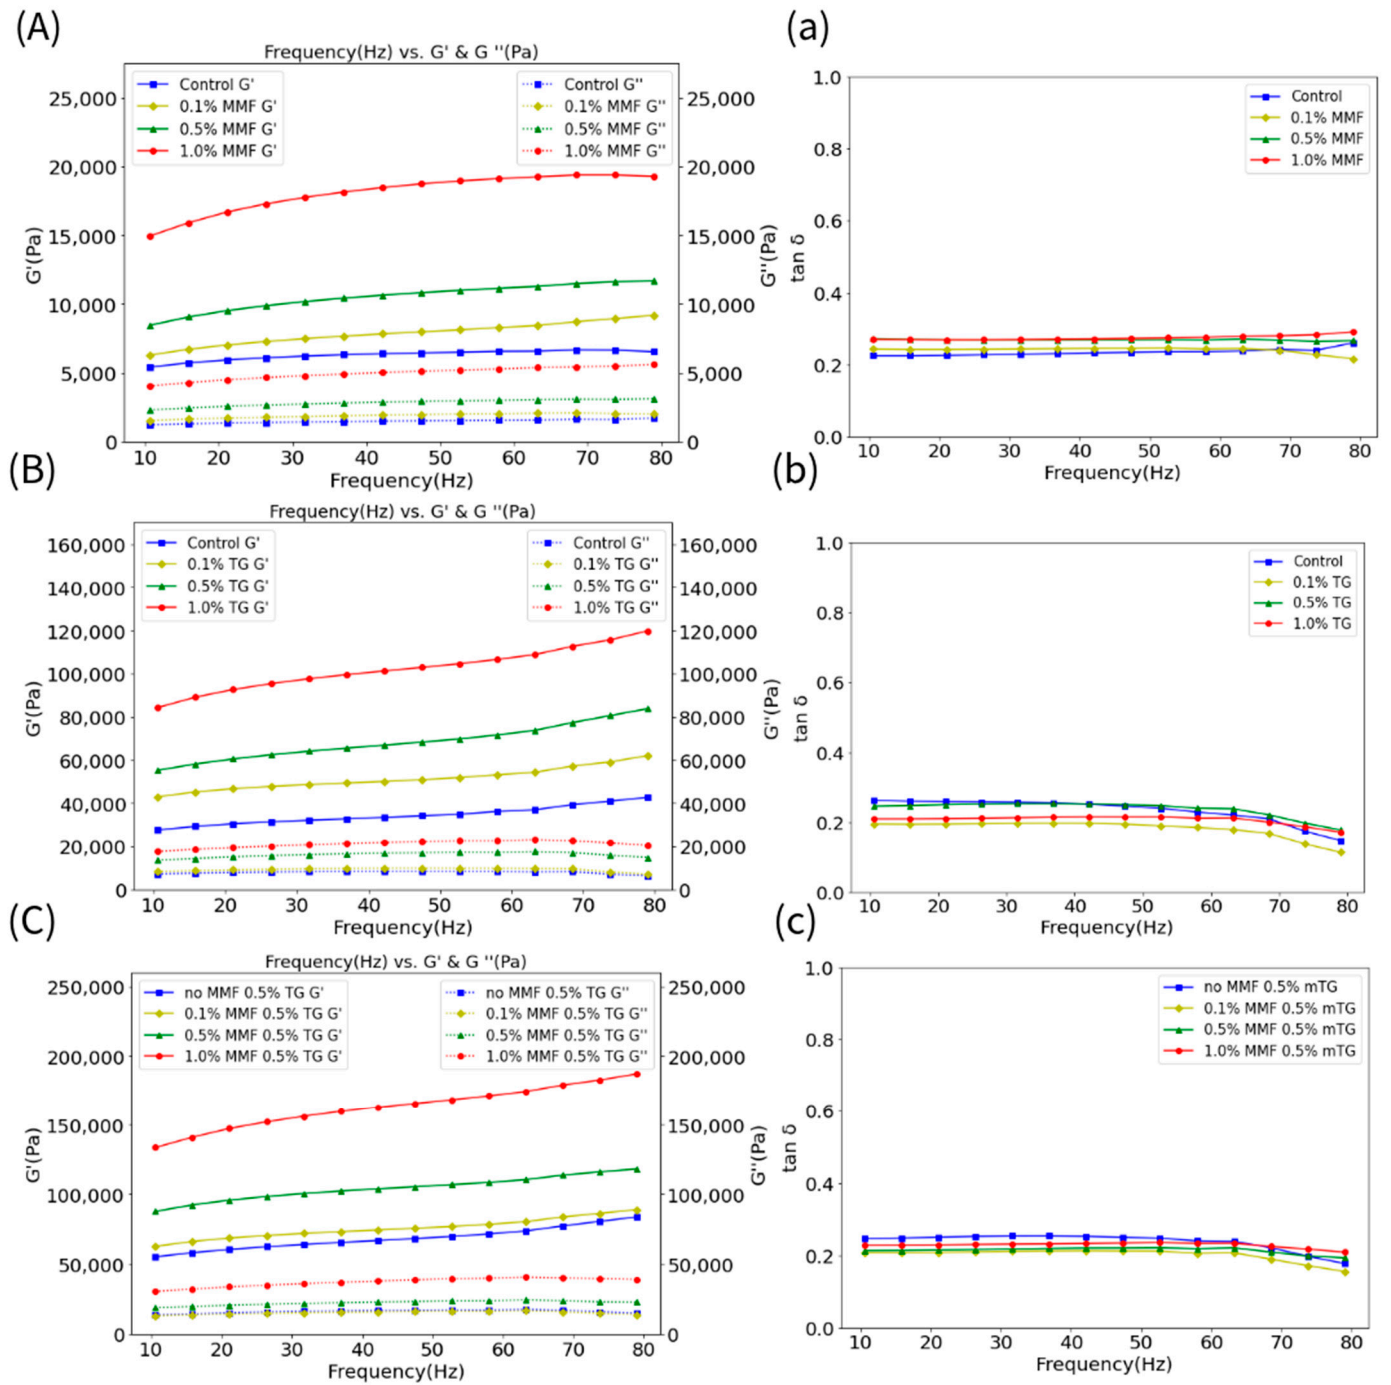 (A)
Frequency(Hz) vs. G' & G ''(Pa)
Control G'
0.1% MMF G'
0.5% MMF G'
1.0% MMF G'
Control G''
0.1% MMF G''
0.5% MMF G''
1.0% MMF G''
25,000
20,000
15,000
10,000
5,000
0
G'(Pa)
25,000
20,000
15,000
10,000
5,000
0
G''(Pa)
10 20 30 40 50 60 70 80
Frequency(Hz)
(a)
Control
0.1% MMF
0.5% MMF
1.0% MMF
1.0
0.8
0.6
0.4
0.2
0.0
tan δ
10 20 30 40 50 60 70 80
Frequency(Hz)
(B)
Frequency(Hz) vs. G' & G ''(Pa)
Control G'
0.1% TG G'
0.5% TG G'
1.0% TG G'
Control G''
0.1% TG G''
0.5% TG G''
1.0% TG G''
160,000
140,000
120,000
100,000
80,000
60,000
40,000
20,000
0
G'(Pa)
160,000
140,000
120,000
100,000
80,000
60,000
40,000
20,000
0
G''(Pa)
10 20 30 40 50 60 70 80
Frequency(Hz)
(b)
Control
0.1% TG
0.5% TG
1.0% TG
1.0
0.8
0.6
0.4
0.2
0.0
tan δ
10 20 30 40 50 60 70 80
Frequency(Hz)
(C)
Frequency(Hz) vs. G' & G ''(Pa)
no MMF 0.5% TG G'
0.1% MMF 0.5% TG G'
0.5% MMF 0.5% TG G'
1.0% MMF 0.5% TG G'
no MMF 0.5% TG G''
0.1% MMF 0.5% TG G''
0.5% MMF 0.5% TG G''
1.0% MMF 0.5% TG G''
250,000
200,000
150,000
100,000
50,000
0
G'(Pa)
250,000
200,000
150,000
100,000
50,000
0
G''(Pa)
10 20 30 40 50 60 70 80
Frequency(Hz)
(c)
no MMF 0.5% mTG
0.1% MMF 0.5% mTG
0.5% MMF 0.5% mTG
1.0% MMF 0.5% mTG
1.0
0.8
0.6
0.4
0.2
0.0
tan δ
10 20 30 40 50 60 70 80
Frequency(Hz)